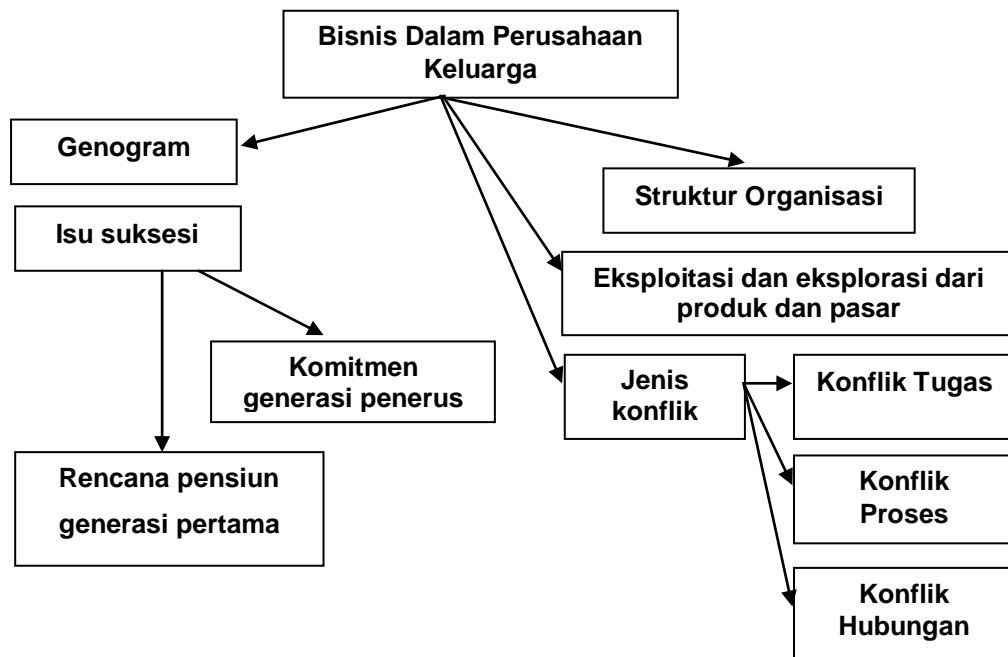 Bisnis Dalam Perusahaan
Keluarga
Genogram
Struktur Organisasi
Isu suksesi
Eksploitasi dan eksplorasi dari
produk dan pasar
Komitmen
generasi penerus
Jenis
konflik
Konflik Tugas
Rencana pensiun
generasi pertama
Konflik
Proses
Konflik
Hubungan